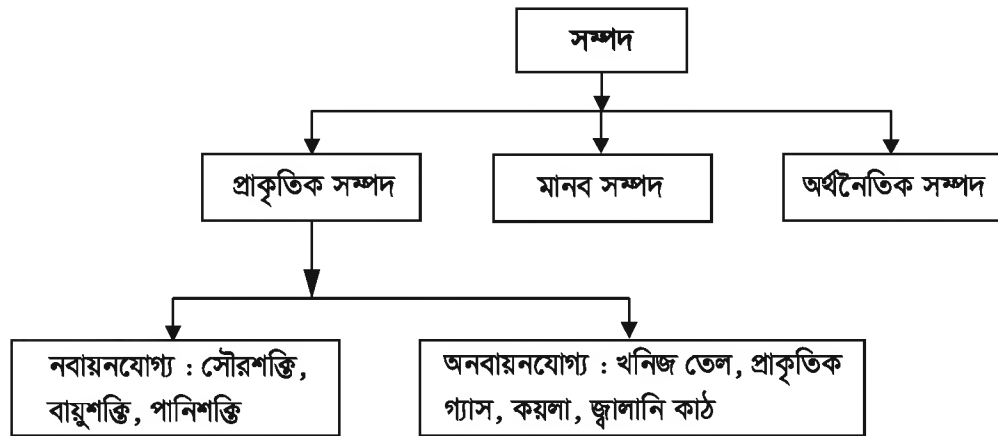 সম্পদ
প্রাকৃতিক সম্পদ
মানব সম্পদ
অর্থনৈতিক সম্পদ
নবায়নযোগ্য : সৌরশক্তি,
বায়ুশক্তি, পানিশক্তি
অনবায়নযোগ্য : খনিজ তেল, প্রাকৃতিক
গ্যাস, কয়লা, জ্বালানি কাঠ